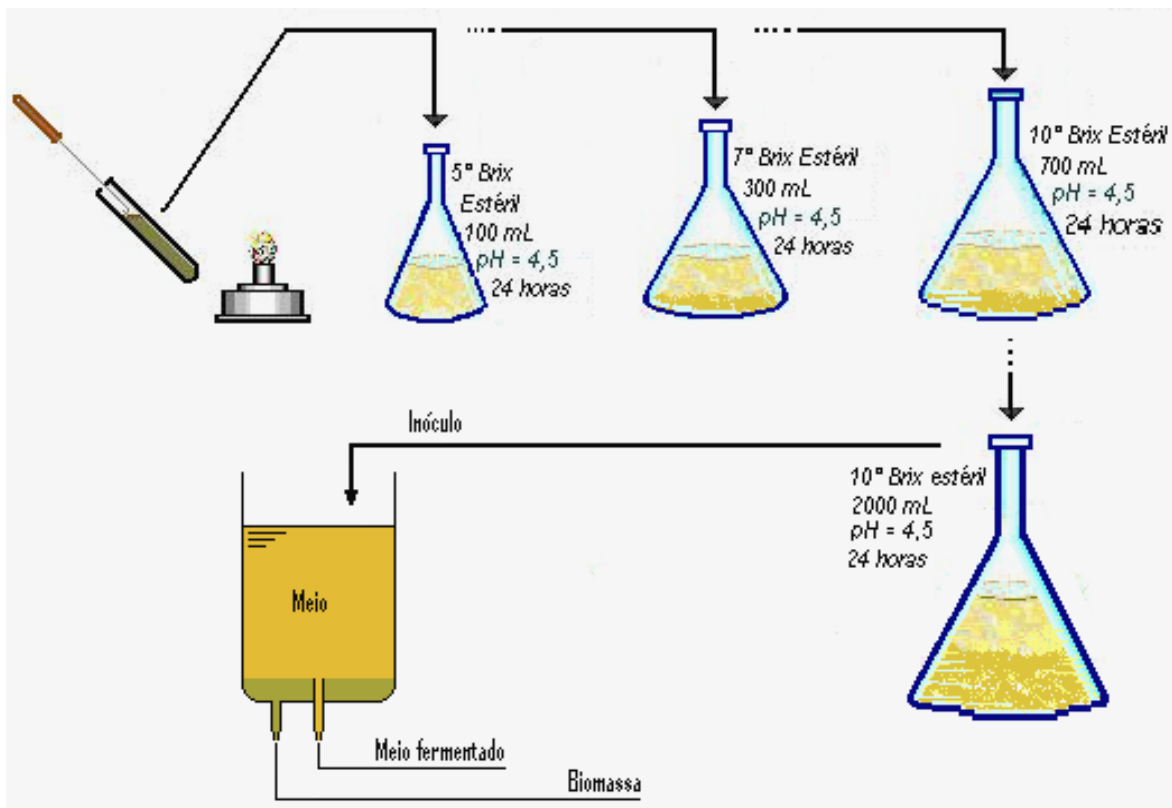 5° Brix
Estéril
100 mL
pH = 4,5
24 horas
7° Brix Estéril
300 mL
pH = 4,5
24 horas
10° Brix Estéril
700 mL
pH = 4,5
24 horas
10° Brix estéril
2000 mL
pH = 4,5
24 horas
Inóculo
Meio
Meio fermentado
Biomassa